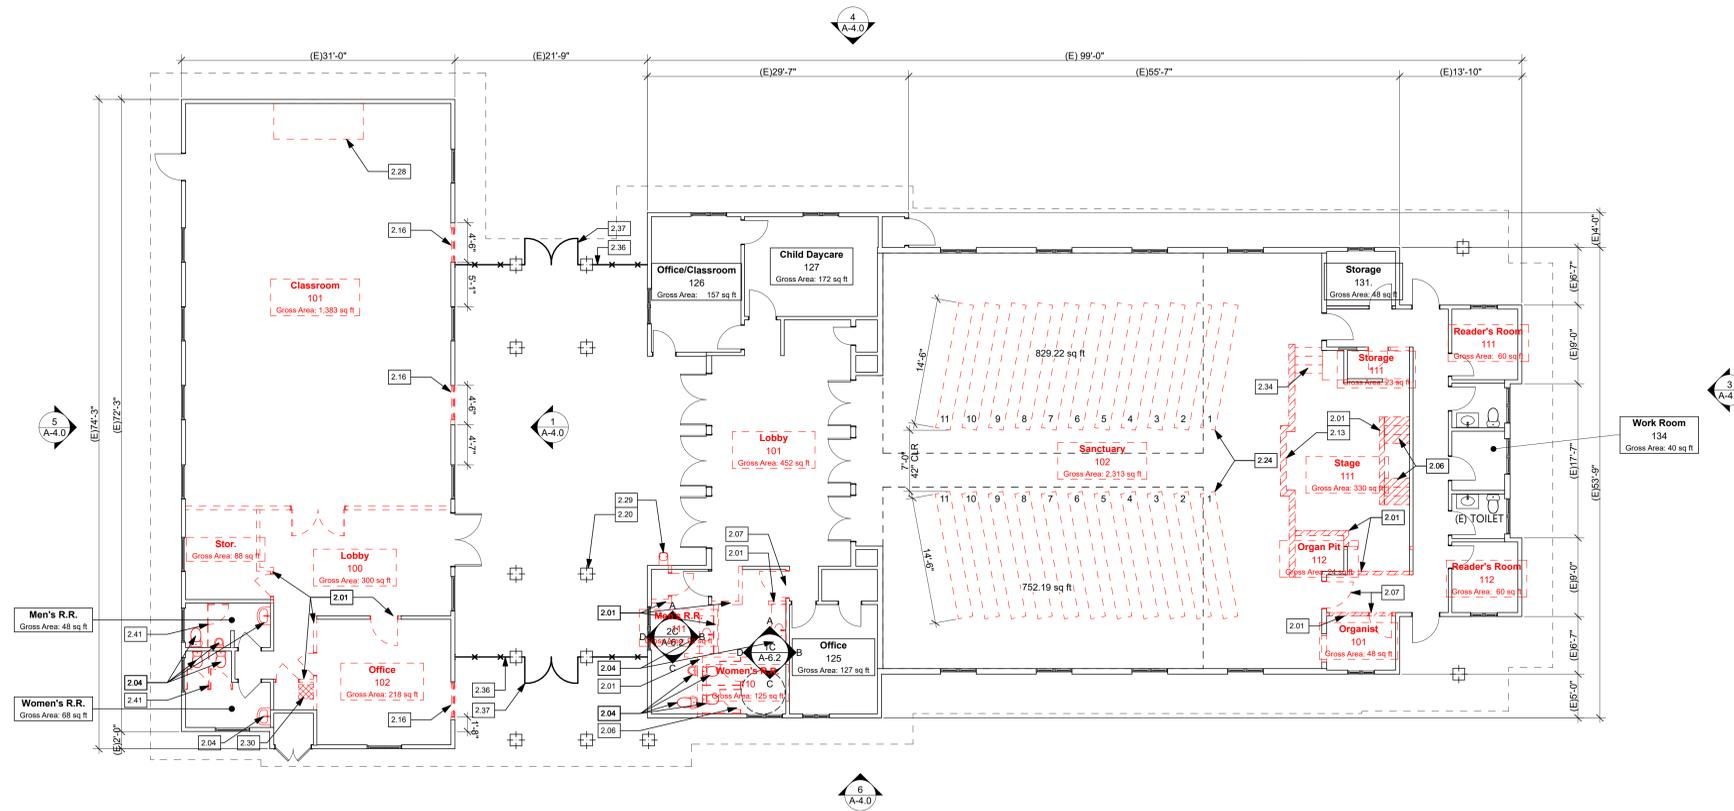 4
A-4.0
(E)31'-0"
(E)21'-9"
(E) 99'-0"
(E)29'-7"
(E)55'-7"
(E)13'-10"
2.28
2.16
4'-6"
5'-1"
2.37
2.36
Office/Classroom
126
Gross Area: 157 sq ft
Child Daycare
127
Gross Area: 172 sq ft
Storage
131.
Gross Area: 48 sq ft
(E)4'-0"
(E)6'-7"
Classroom
101
Gross Area: 1,383 sq ft
Reader's Room
111
Gross Area: 60 sq ft
(E)9'-0"
14'-6"
829.22 sq ft
Storage
111
Gross Area: 23 sq ft
2.34
2.16
4'-6"
4'-7"
3
A-4
5
A-4.0
(E)74'-3"
(E)72'-3"
1
A-4.0
11 10 9 8 7 6 5 4 3 2 1
2.01
2.13
Work Room
134
Gross Area: 40 sq ft
Lobby
101
Gross Area: 452 sq ft
7'-0"
42" CLR
Sanctuary
102
Gross Area: 2,313 sq ft
2.24
Stage
111
Gross Area: 330 sq ft
2.06
(E)17'-7"
(E)53'-9"
11 10 9 8 7 6 5 4 3 2 1
2.29
2.20
2.07
2.01
2.01
(E) TOILET
Stor.
Gross Area: 88 sq ft
Lobby
100
Gross Area: 300 sq ft
14'-6"
752.19 sq ft
Organ Pit
112
Gross Area: 24 sq ft
Reader's Room
112
Gross Area: 60 sq ft
(E)9'-0"
2.01
2.07
Men's R.R.
Gross Area: 48 sq ft
2.41
2.01
Men's R.R.
111
A
D
2C
A-6.2
B
C
A
D
1C
A-6.2
B
C
2.01
Organist
101
Gross Area: 48 sq ft
(E)6'-7"
Office
125
Gross Area: 127 sq ft
2.04
2.01
Women's R.R.
110
Gross Area: 125 sq ft
Office
102
Gross Area: 218 sq ft
2.04
2.41
2.36
2.37
2.16
Women's R.R.
Gross Area: 68 sq ft
2.04
2.06
(E)5'-0"
2.04
2.30
1'-8"
(E)2'-0"
6
A-4.0